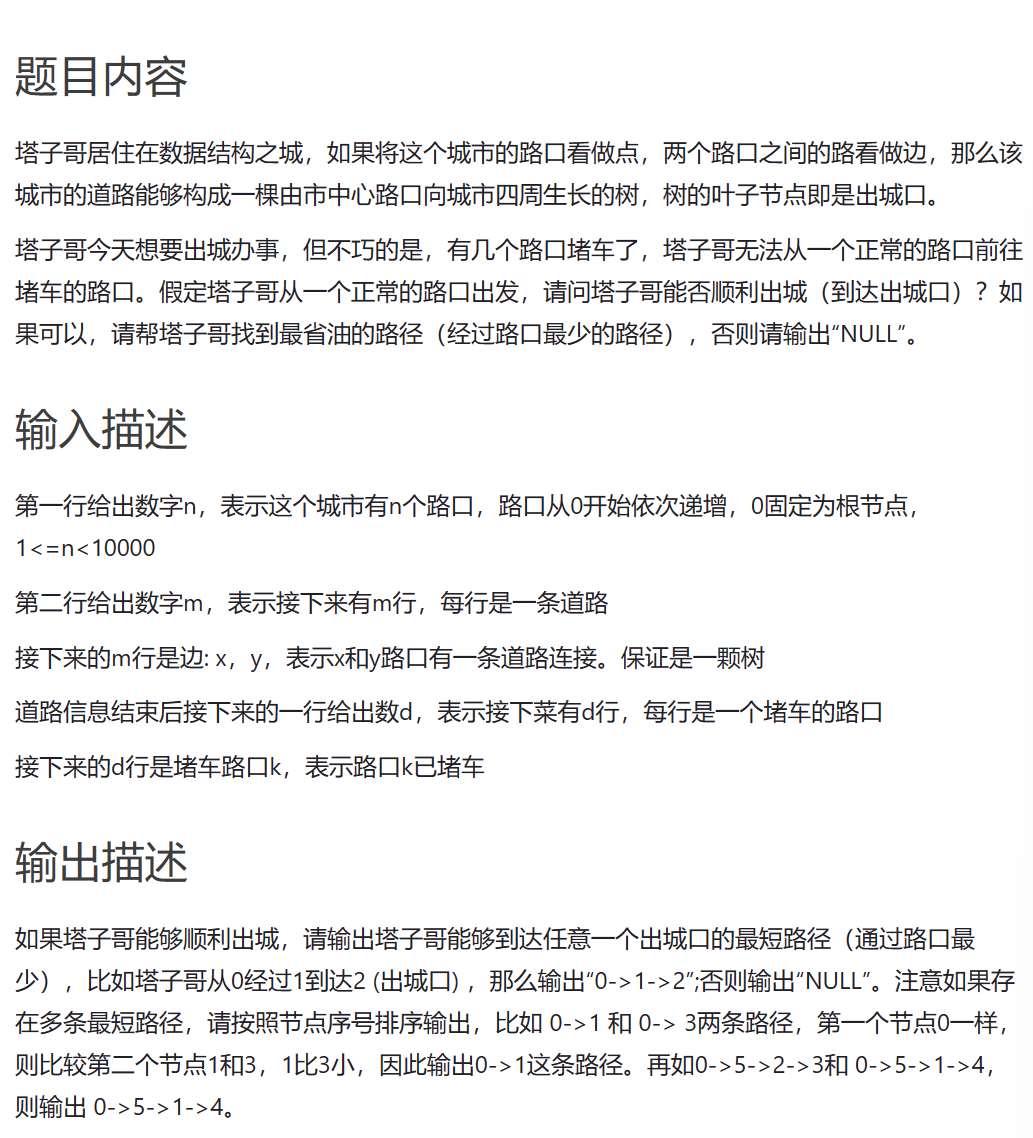 题目内容
塔子哥居住在数据结构之城，如果将这个城市的路口看做点，两个路口之间的路看做边，那么该
城市的道路能够构成一棵由市中心路口向城市四周生长的树，树的叶子节点即是出城口。
塔子哥今天想要出城办事，但不巧的是，有几个路口堵车了，塔子哥无法从一个正常的路口前往
堵车的路口。假定塔子哥从一个正常的路口出发，请问塔子哥能否顺利出城（到达出城口）？如
果可以，请帮塔子哥找到最省油的路径（经过路口最少的路径），否则请输出“NULL”。
输入描述
第一行给出数字n，表示这个城市有n个路口，路口从0开始依次递增，0固定为根节点，
1<=n<10000
第二行给出数字m，表示接下来有m行，每行是一条道路
接下来的m行是边: x，y，表示x和y路口有一条道路连接。保证是一颗树
道路信息结束后接下来的一行给出数d，表示接下菜有d行，每行是一个堵车的路口
接下来的d行是堵车路口k，表示路口k已堵车
输出描述
如果塔子哥能够顺利出城，请输出塔子哥能够到达任意一个出城口的最短路径（通过路口最
少），比如塔子哥从0经过1到达2 (出城口) ，那么输出“0->1->2”;否则输出“NULL”。注意如果存
在多条最短路径，请按照节点序号排序输出，比如 0->1 和 0-> 3两条路径，第一个节点0一样，
则比较第二个节点1和3，1比3小，因此输出0->1这条路径。再如0->5->2->3和 0->5->1->4，
则输出 0->5->1->4。